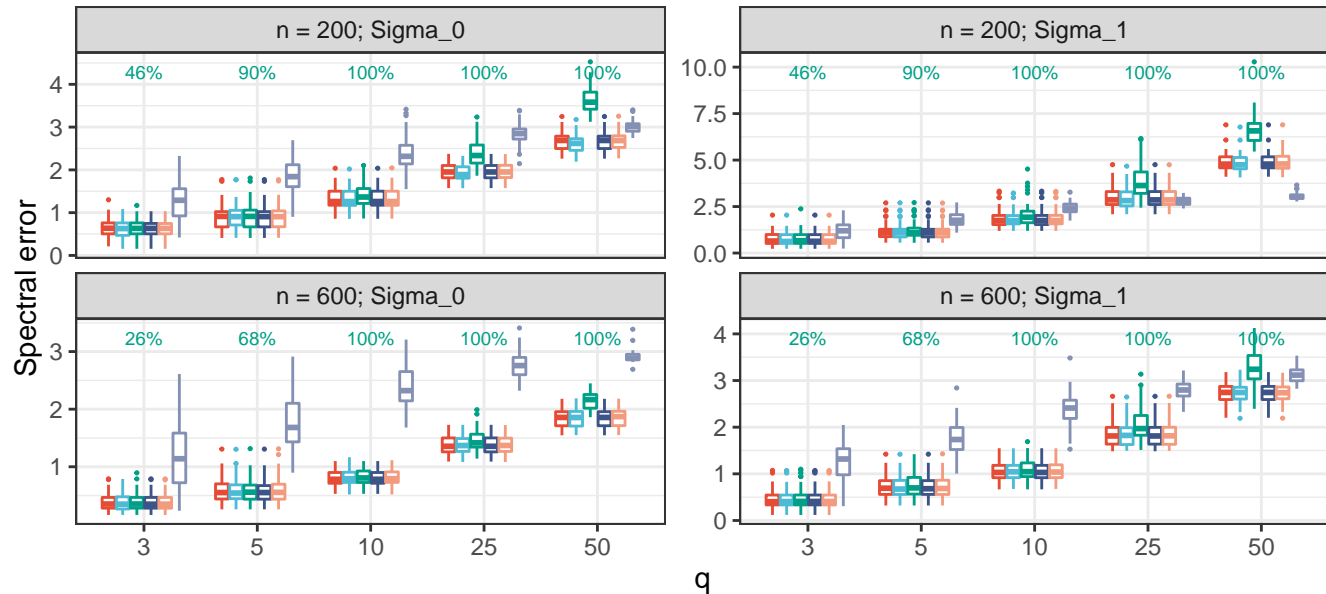 n = 200; Sigma_0
46% 90% 100% 100% 100%
4
3
2
1
0
n = 200; Sigma_1
46% 90% 100% 100% 100%
10.0
7.5
5.0
2.5
0.0
Spectral error
n = 600; Sigma_0
26% 68% 100% 100% 100%
3
2
1
3 5 10 25 50
n = 600; Sigma_1
26% 68% 100% 100% 100%
4
3
2
1
0
3 5 10 25 50
q